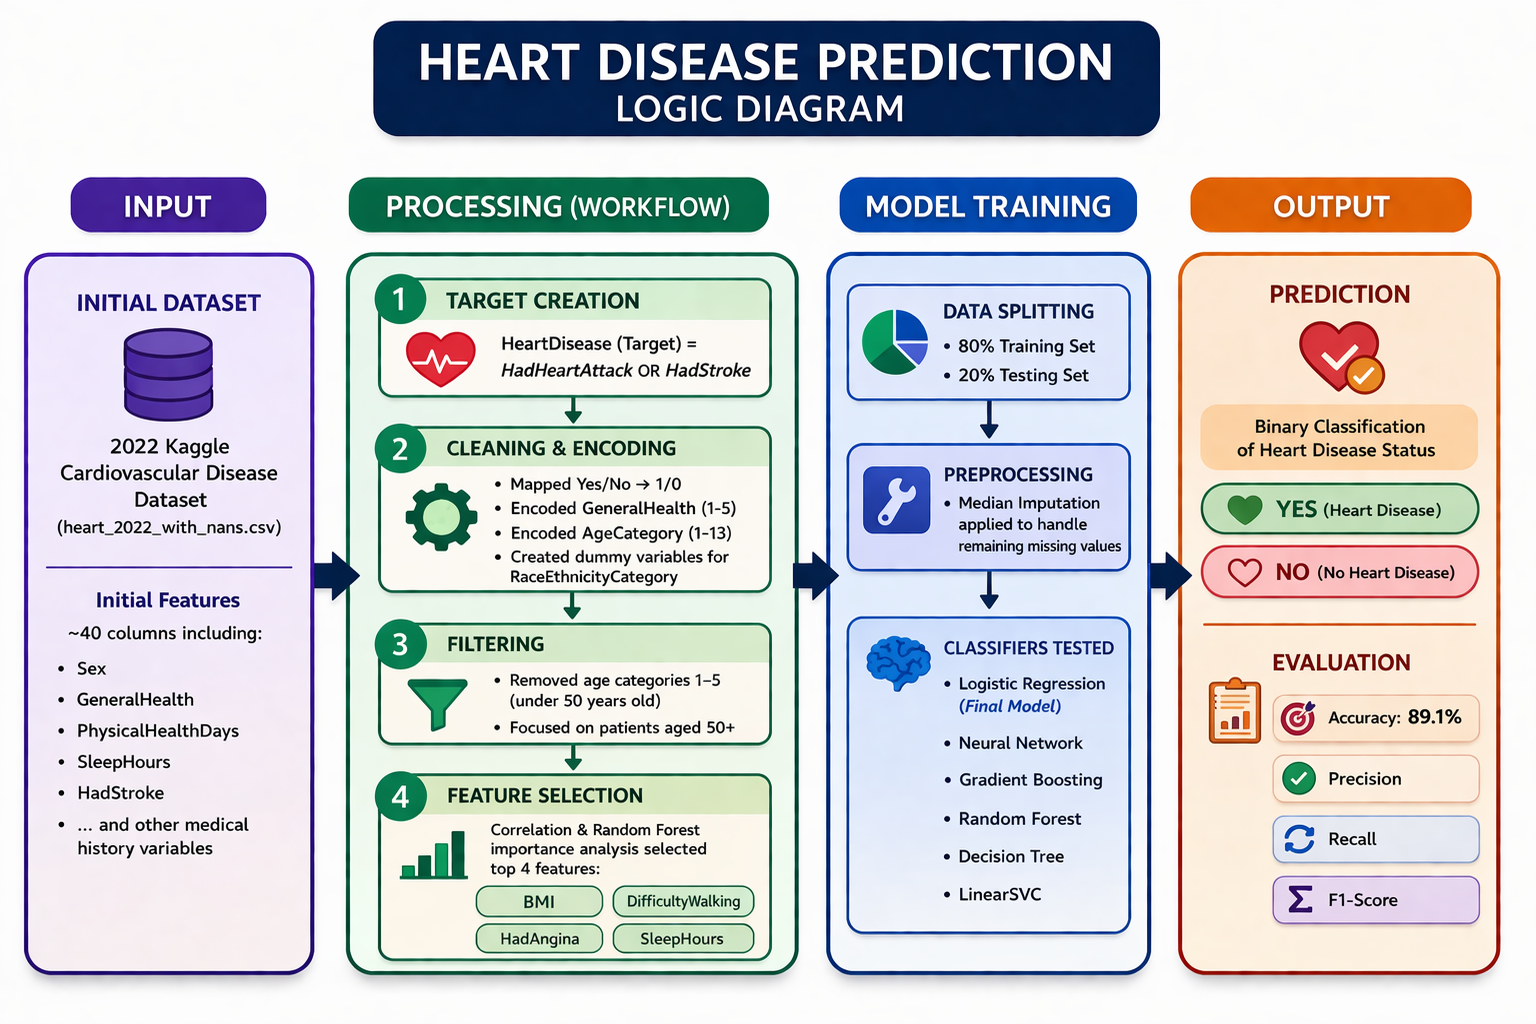 HEART DISEASE PREDICTION
LOGIC DIAGRAM
INPUT
INITIAL DATASET
2022 Kaggle
Cardiovascular Disease
Dataset
(heart_2022_with_nans.csv)
Initial Features
~40 columns including:
• Sex
• GeneralHealth
• PhysicalHealthDays
• SleepHours
• HadStroke
• ... and other medical
history variables
PROCESSING (WORKFLOW)
1
TARGET CREATION
HeartDisease (Target) =
HadHeartAttack OR HadStroke
2
CLEANING & ENCODING
• Mapped Yes/No → 1/0
• Encoded GeneralHealth (1-5)
• Encoded AgeCategory (1-13)
• Created dummy variables for
RaceEthnicityCategory
3
FILTERING
• Removed age categories 1–5
(under 50 years old)
• Focused on patients aged 50+
4
FEATURE SELECTION
Correlation & Random Forest
importance analysis selected
top 4 features:
BMI
DifficultyWalking
HadAngina
SleepHours
MODEL TRAINING
DATA SPLITTING
• 80% Training Set
• 20% Testing Set
PREPROCESSING
• Median Imputation
applied to handle
remaining missing values
CLASSIFIERS TESTED
• Logistic Regression
(Final Model)
• Neural Network
• Gradient Boosting
• Random Forest
• Decision Tree
• LinearSVC
OUTPUT
PREDICTION
Binary Classification
of Heart Disease Status
YES (Heart Disease)
NO (No Heart Disease)
EVALUATION
Accuracy: 89.1%
Precision
Recall
Σ F1-Score